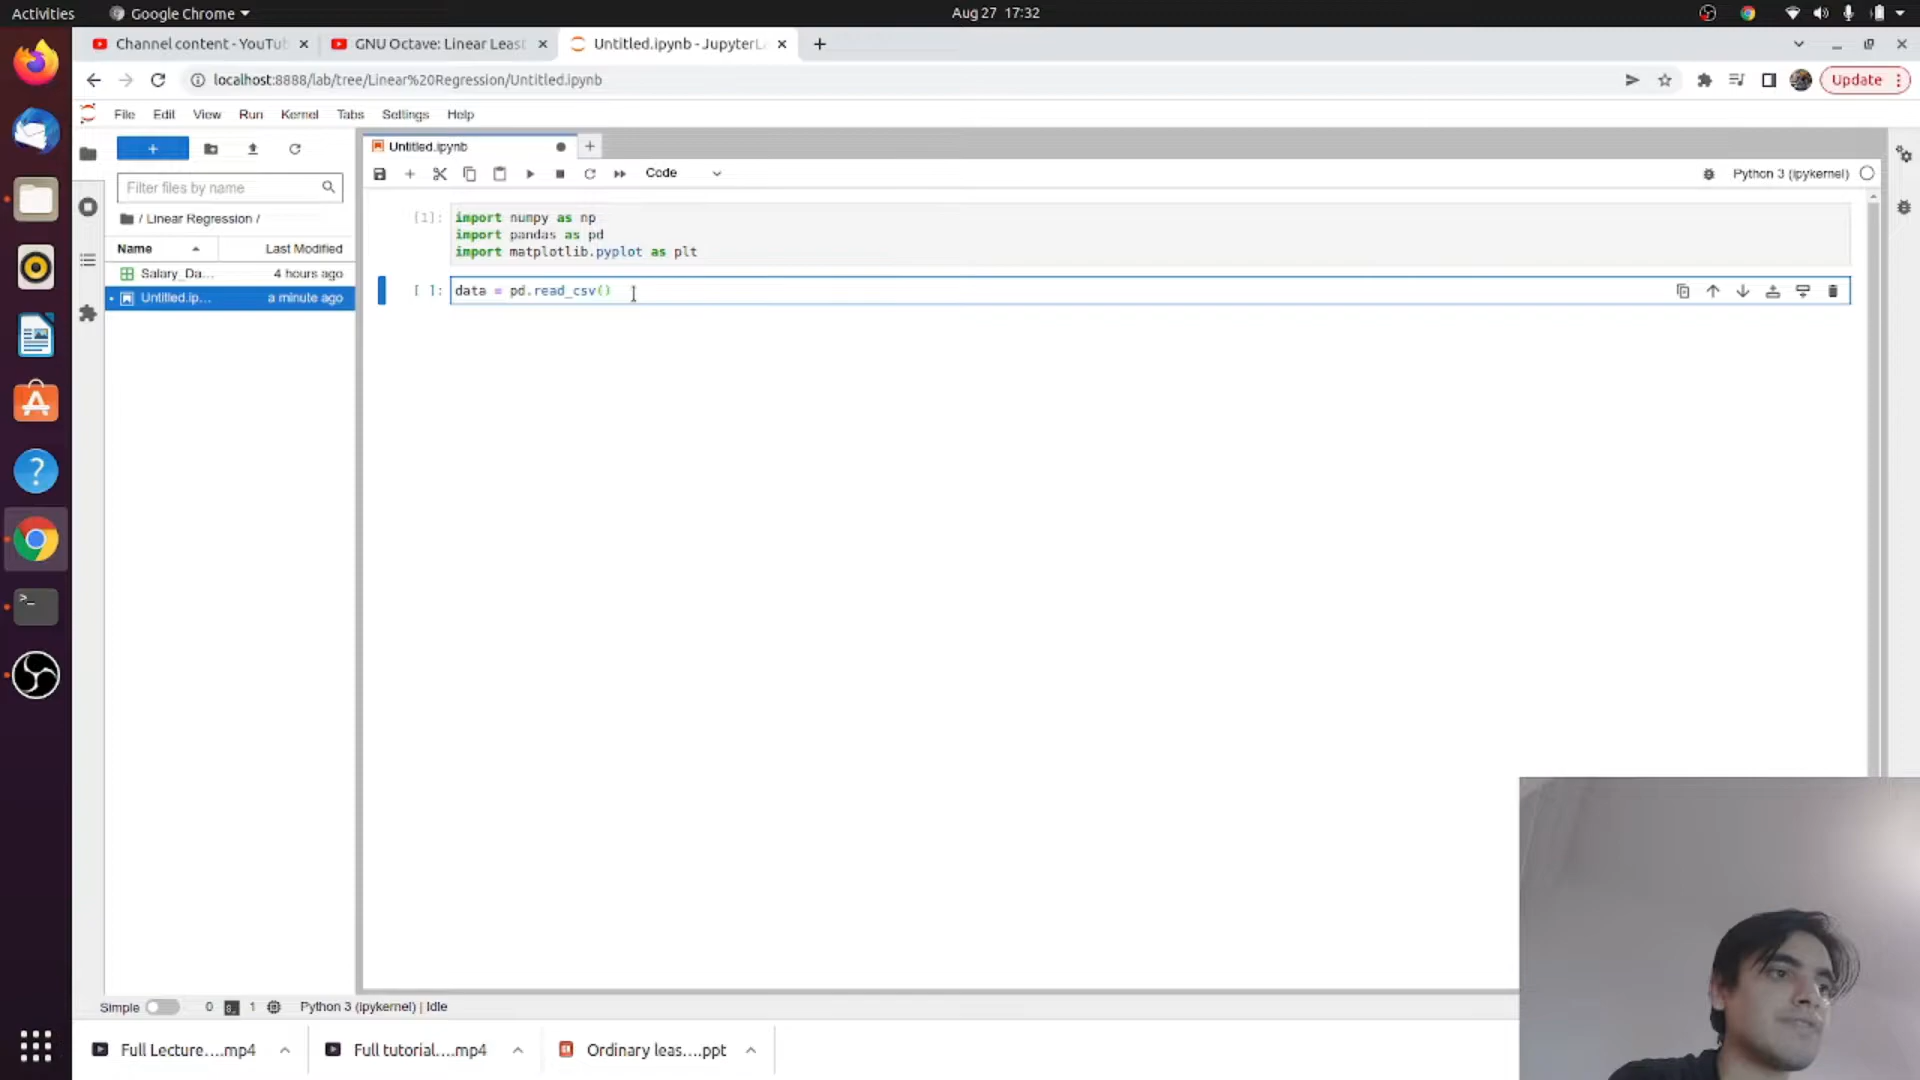 Activities
Google Chrome
Aug 27 17:32
Channel content - YouTub
GNU Octave: Linear Least
Untitled.ipynb - JupyterL
localhost:8888/lab/tree/Linear%20Regression/Untitled.ipynb
Update
File Edit View Run Kernel Tabs Settings Help
Untitled.ipynb
Filter files by name
Code
Python 3 (ipykernel)
/ Linear Regression /
Name
Last Modified
Salary_Da...
4 hours ago
Untitled.ip...
a minute ago
[1]:
import numpy as np
import pandas as pd
import matplotlib.pyplot as plt
[ ]:
data = pd.read_csv()
Simple
0
1
Python 3 (ipykernel) | Idle
Full Lecture....mp4
Full tutorial....mp4
Ordinary leas....ppt